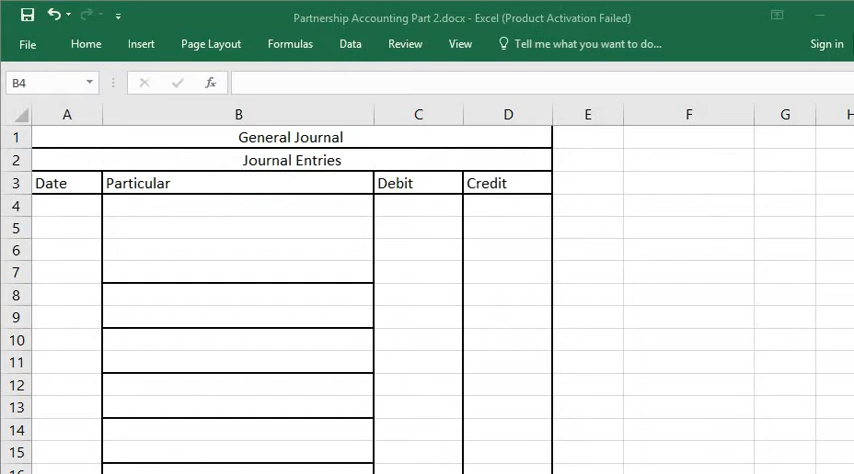 Partnership Accounting Part 2.docx - Excel (Product Activation Failed)
File Home Insert Page Layout Formulas Data Review View Tell me what you want to do... Sign in
B4 fx
A B C D E F G H
1 General Journal
2 Journal Entries
3 Date Particular Debit Credit
4
5
6
7
8
9
10
11
12
13
14
15
16